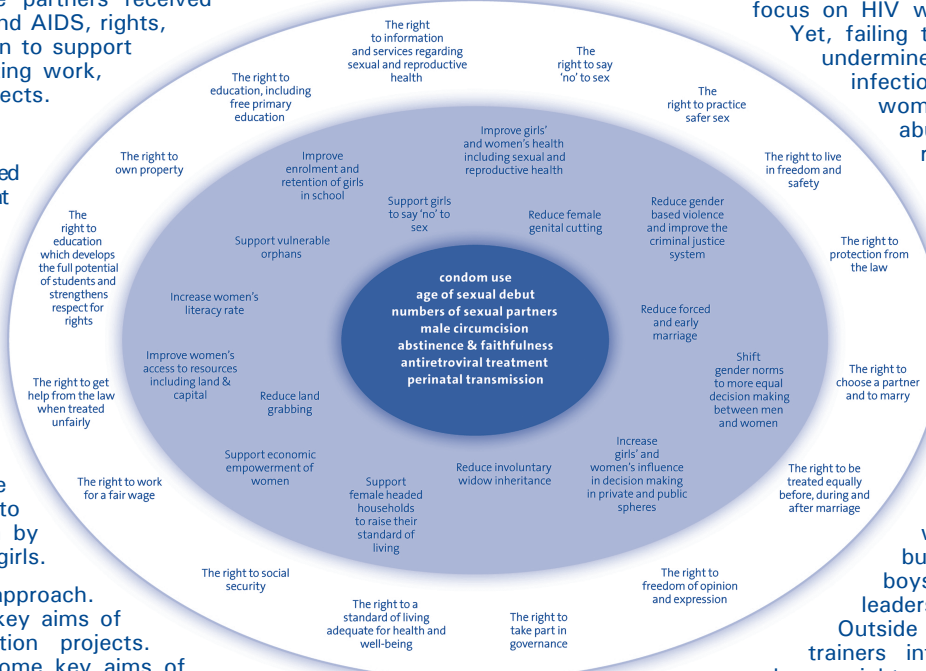 partners received
nd AIDS, rights,
n to support
ing work,
ects.
ed
e
to
by
girls.
approach.
key aims of
tion projects.
ome key aims of
focus on HIV w
Yet, failing t
undermine
infectio
wom
abu
r
The right
to information
and services regarding
sexual and reproductive
health
The
right to say
‘no’ to sex
The right to
education, including
free primary
education
The
right to practice
safer sex
The right to
own property
The right to live
in freedom and
safety
The
right to
education
which develops
the full potential
of students and
strengthens
respect for
rights
The right to
protection from
the law
The right to get
help from the law
when treated
unfairly
The right to
choose a partner
and to marry
The right to work
for a fair wage
The right to be
treated equally
before, during and
after marriage
The right to social
security
The right to
freedom of opinion
and expression
The right to a
standard of living
adequate for health and
well-being
The right to
take part in
governance
Improve girls’
and women’s health
including sexual and
reproductive health
Improve
enrolment and
retention of girls
in school
Support girls
to say ‘no’ to
sex
Reduce female
genital cutting
Reduce gender
based violence
and improve the
criminal justice
system
Support vulnerable
orphans
Increase women’s
literacy rate
Reduce forced
and early
marriage
Improve women’s
access to resources
including land &
capital
Reduce land
grabbing
Shift
gender norms
to more equal
decision making
between men
and women
Support economic
empowerment of
women
Support
female headed
households
to raise their
standard of
living
Reduce involuntary
widow inheritance
Increase
girls’ and
women’s influence
in decision making
in private and public
spheres
condom use
age of sexual debut
numbers of sexual partners
male circumcision
abstinence & faithfulness
antiretroviral treatment
perinatal transmission
bu
boys
leaders
Outside
trainers int